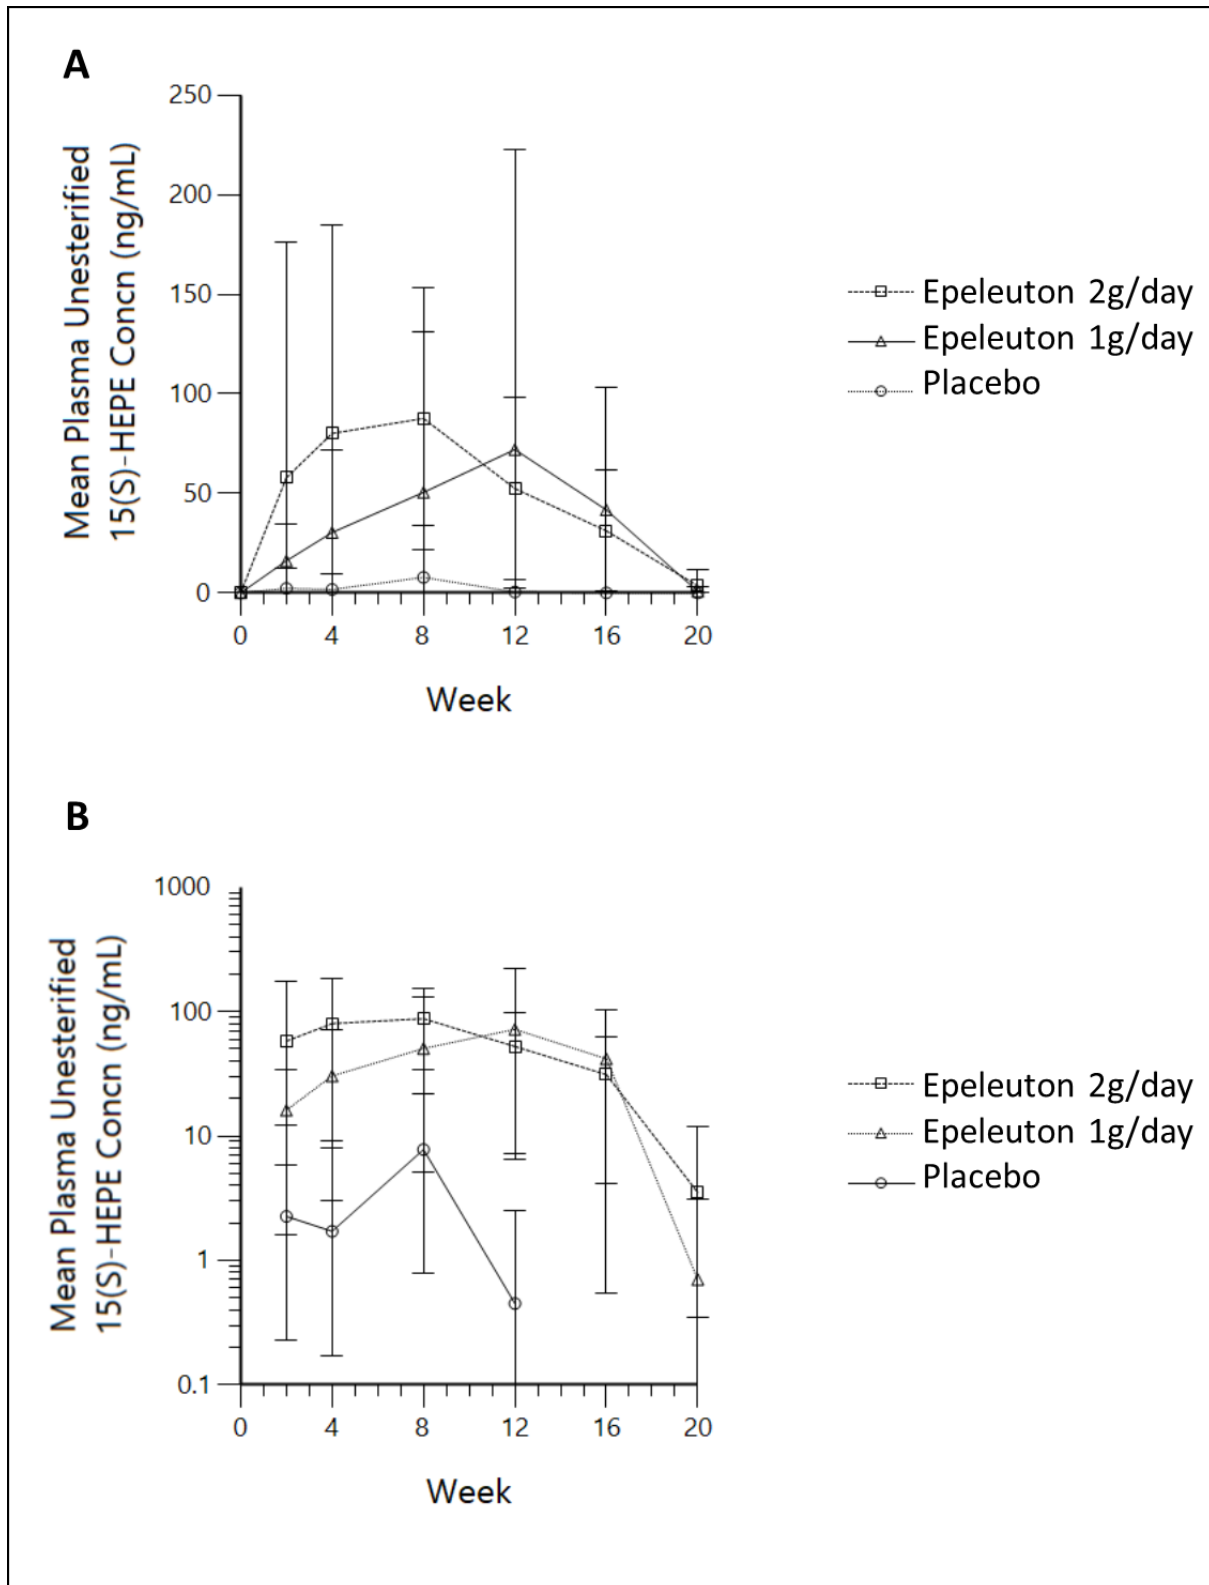 A
250
200
150
100
50
0
Mean Plasma Unesterified
15(S)-HEPE Concn (ng/mL)
0 4 8 12 16 20
Week
Epeleuton 2g/day
Epeleuton 1g/day
Placebo
B
1000
100
10
1
0.1
Mean Plasma Unesterified
15(S)-HEPE Concn (ng/mL)
0 4 8 12 16 20
Week
Epeleuton 2g/day
Epeleuton 1g/day
Placebo